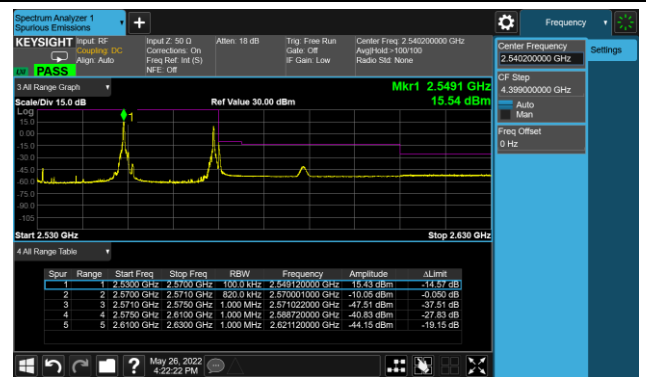 Spectrum Analyzer 1
Spurious Emissions
Frequency
KEYSIGHT
Input: RF
Coupling: DC
Align: Auto
Input Z: 50 Ω
Corrections: On
Freq Ref: Int (S)
NFE: Off
Atten: 18 dB
Trig: Free Run
Gate: Off
IF Gain: Low
Center Freq: 2.540200000 GHz
Avg|Hold:>100/100
Radio Std: None
PASS
Center Frequency
2.540200000 GHz
Settings
CF Step
4.399000000 GHz
Auto
Man
Freq Offset
0 Hz
3 All Range Graph
Mkr1 2.5491 GHz
Scale/Div 15.0 dB
Ref Value 30.00 dBm
15.54 dBm
Log
1
15.0
0.00
-15.0
-30.0
-45.0
-60.0
-75.0
-90.0
-105
Start 2.530 GHz
Stop 2.630 GHz
4 All Range Table
Spur Range Start Freq Stop Freq RBW Frequency Amplitude ΔLimit
1 1 2.5300 GHz 2.5700 GHz 100.0 kHz 2.549120000 GHz 15.43 dBm -14.57 dB
2 2 2.5700 GHz 2.5710 GHz 820.0 kHz 2.570001000 GHz -10.05 dBm -0.050 dB
3 3 2.5710 GHz 2.5750 GHz 1.000 MHz 2.571022000 GHz -47.51 dBm -37.51 dB
4 4 2.5750 GHz 2.6100 GHz 1.000 MHz 2.588720000 GHz -40.83 dBm -27.83 dB
5 5 2.6100 GHz 2.6300 GHz 1.000 MHz 2.621120000 GHz -44.15 dBm -19.15 dB
May 26, 2022
4:22:22 PM